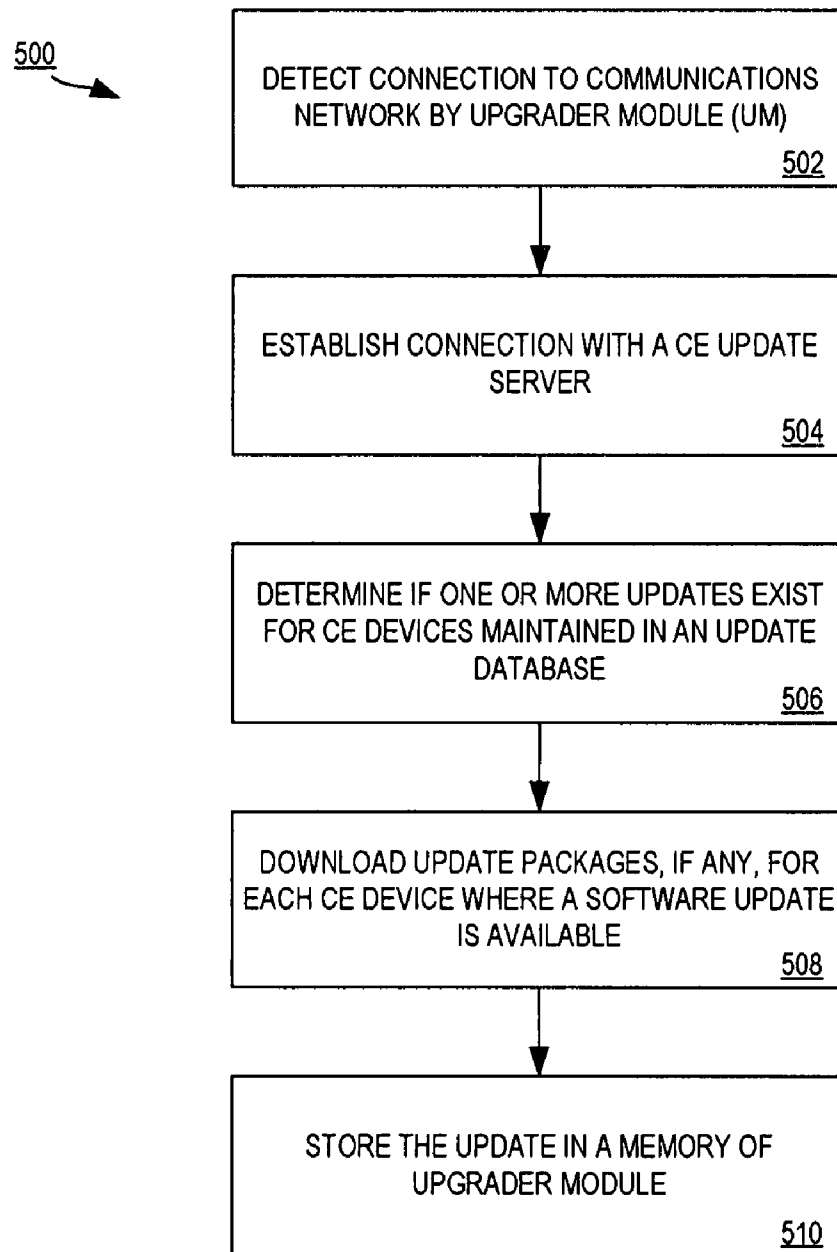 500
DETECT CONNECTION TO COMMUNICATIONS
NETWORK BY UPGRADER MODULE (UM)
502
ESTABLISH CONNECTION WITH A CE UPDATE
SERVER
504
DETERMINE IF ONE OR MORE UPDATES EXIST
FOR CE DEVICES MAINTAINED IN AN UPDATE
DATABASE
506
DOWNLOAD UPDATE PACKAGES, IF ANY, FOR
EACH CE DEVICE WHERE A SOFTWARE UPDATE
IS AVAILABLE
508
STORE THE UPDATE IN A MEMORY OF
UPGRADER MODULE
510